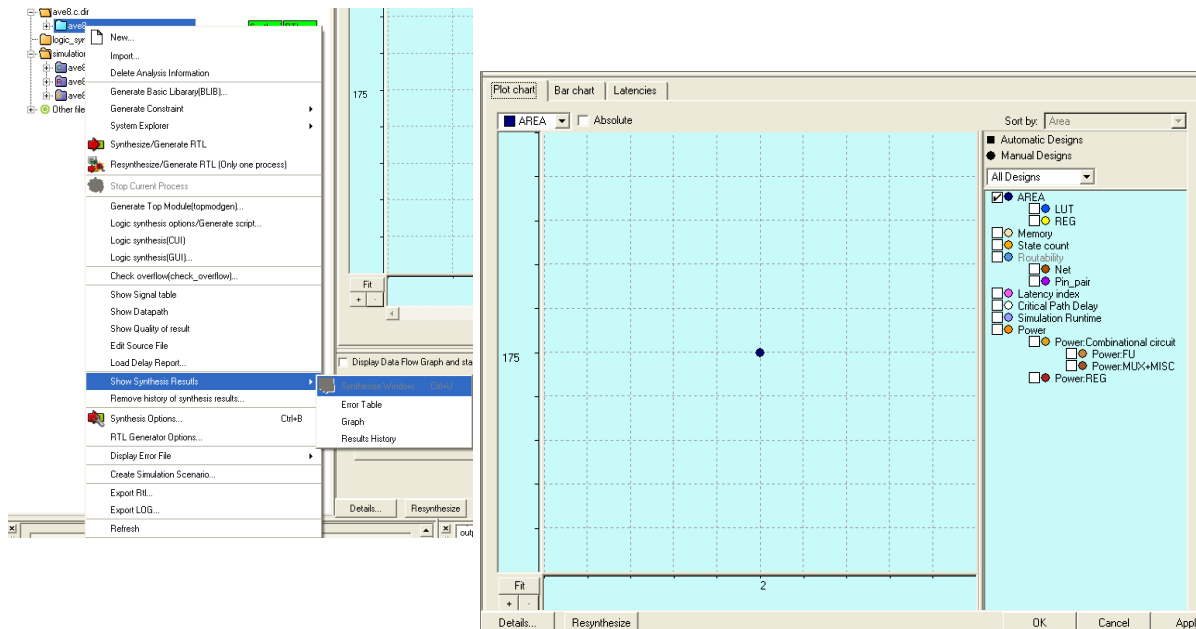 ave8.c.dir
ave8
logic_syn
simulation
ave8
ave8
ave8
Other file
New...
Import...
Delete Analysis Information
Generate Basic Libarary(BLIB)...
Generate Constraint
System Explorer
Synthesize/Generate RTL
Resynthesize/Generate RTL (Only one process)
Stop Current Process
Generate Top Module(topmodgen)...
Logic synthesis options/Generate script...
Logic synthesis(CUI)
Logic synthesis(GUI)...
Check overflow(check_overflow)...
Show Signal table
Show Datapath
Show Quality of result
Edit Source File
Load Delay Report...
Show Synthesis Resutls
Remove history of synthesis results...
Synthesis Options... Ctrl+B
RTL Generator Options...
Display Error File
Create Simulation Scenario...
Export Rtl...
Export LOG...
Refresh
Synthesize Window... Ctrl+U
Error Table
Graph
Results History
175
Fit
+ -
Display Data Flow Graph and sta
Details... Resynthesize
outp
Plot chart Bar chart Latencies
AREA Absolute Sort by: Area
175
Fit
+ -
2
Automatic Designs
Manual Designs
All Designs
AREA
LUT
REG
Memory
State count
Routability
Net
Pin_pair
Latency index
Critical Path Delay
Simulation Runtime
Power
Power:Combinational circuit
Power:FU
Power:MUX+MISC
Power:REG
Details... Resynthesize OK Cancel Appl